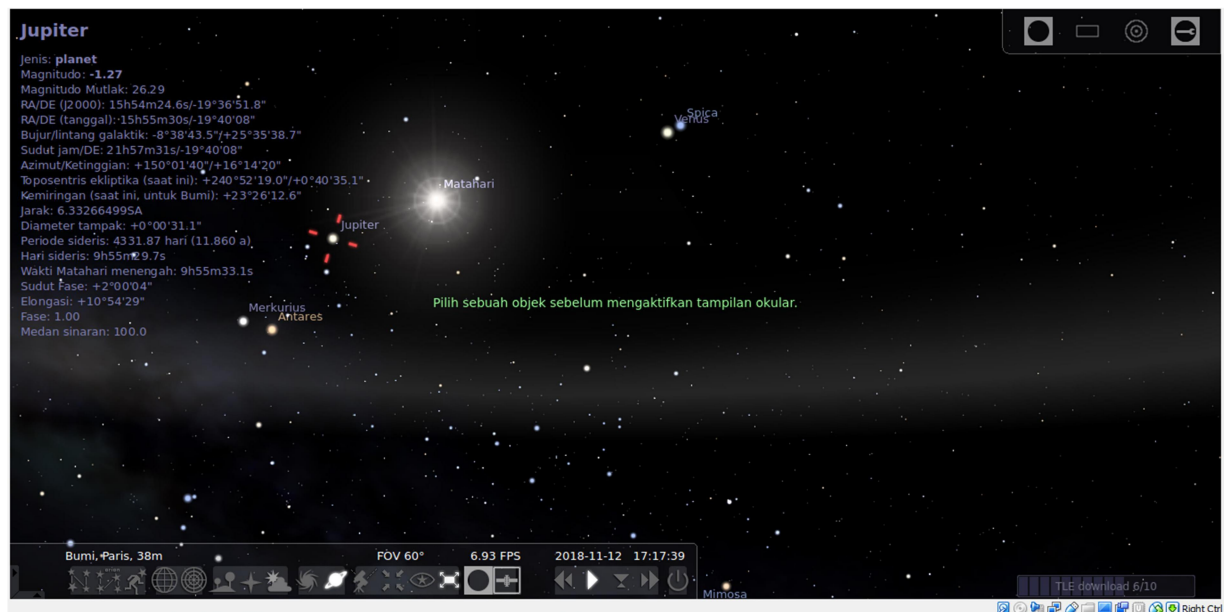 Jupiter
Jenis: planet
Magnitudo: -1.27
Magnitudo Mutlak: 26.29
RA/DE (J2000): 15h54m24.6s/-19°36'51.8"
RA/DE (tanggal): 15h55m30s/-19°40'08"
Bujur/lintang galaktik: -8°38'43.5"/+25°35'38.7"
Sudut jam/DE: 21h57m31s/-19°40'08"
Azimut/Ketinggian: +150°01'40"/+16°14'20"
Toposentris ekliptika (saat ini): +240°52'19.0"/+0°40'35.1"
Kemiringan (saat ini, untuk Bumi): +23°26'12.6"
Jarak: 6.33266499SA
Diameter tampak: +0°00'31.1"
Periode sideris: 4331.87 hari (11.860 a)
Hari sideris: 9h55m29.7s
Wakti Matahari menengah: 9h55m33.1s
Sudut Fase: +2°00'04"
Elongasi: +10°54'29"
Fase: 1.00
Medan sinaran: 100.0
Spica
Venus
Matahari
Jupiter
Merkurius
Antares
Pilih sebuah objek sebelum mengaktifkan tampilan okular.
Bumi, Paris, 38m FOV 60° 6.93 FPS 2018-11-12 17:17:39
Mimosa
TLE download 6/10
Right Ctrl